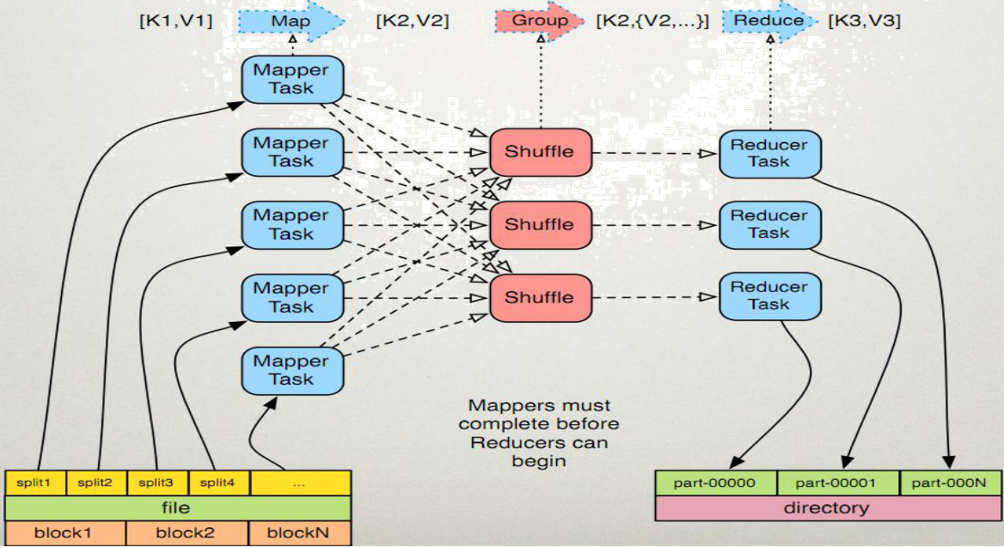 [K1,V1] Map [K2,V2] Group [K2,{V2,...}] Reduce [K3,V3]
Mapper
Task
Mapper
Task
Mapper
Task
Mapper
Task
Mapper
Task
Shuffle
Shuffle
Shuffle
Reducer
Task
Reducer
Task
Reducer
Task
Mappers must
complete before
Reducers can
begin
split1 split2 split3 split4 ...
file
block1 block2 blockN
part-00000 part-00001 part-000N
directory